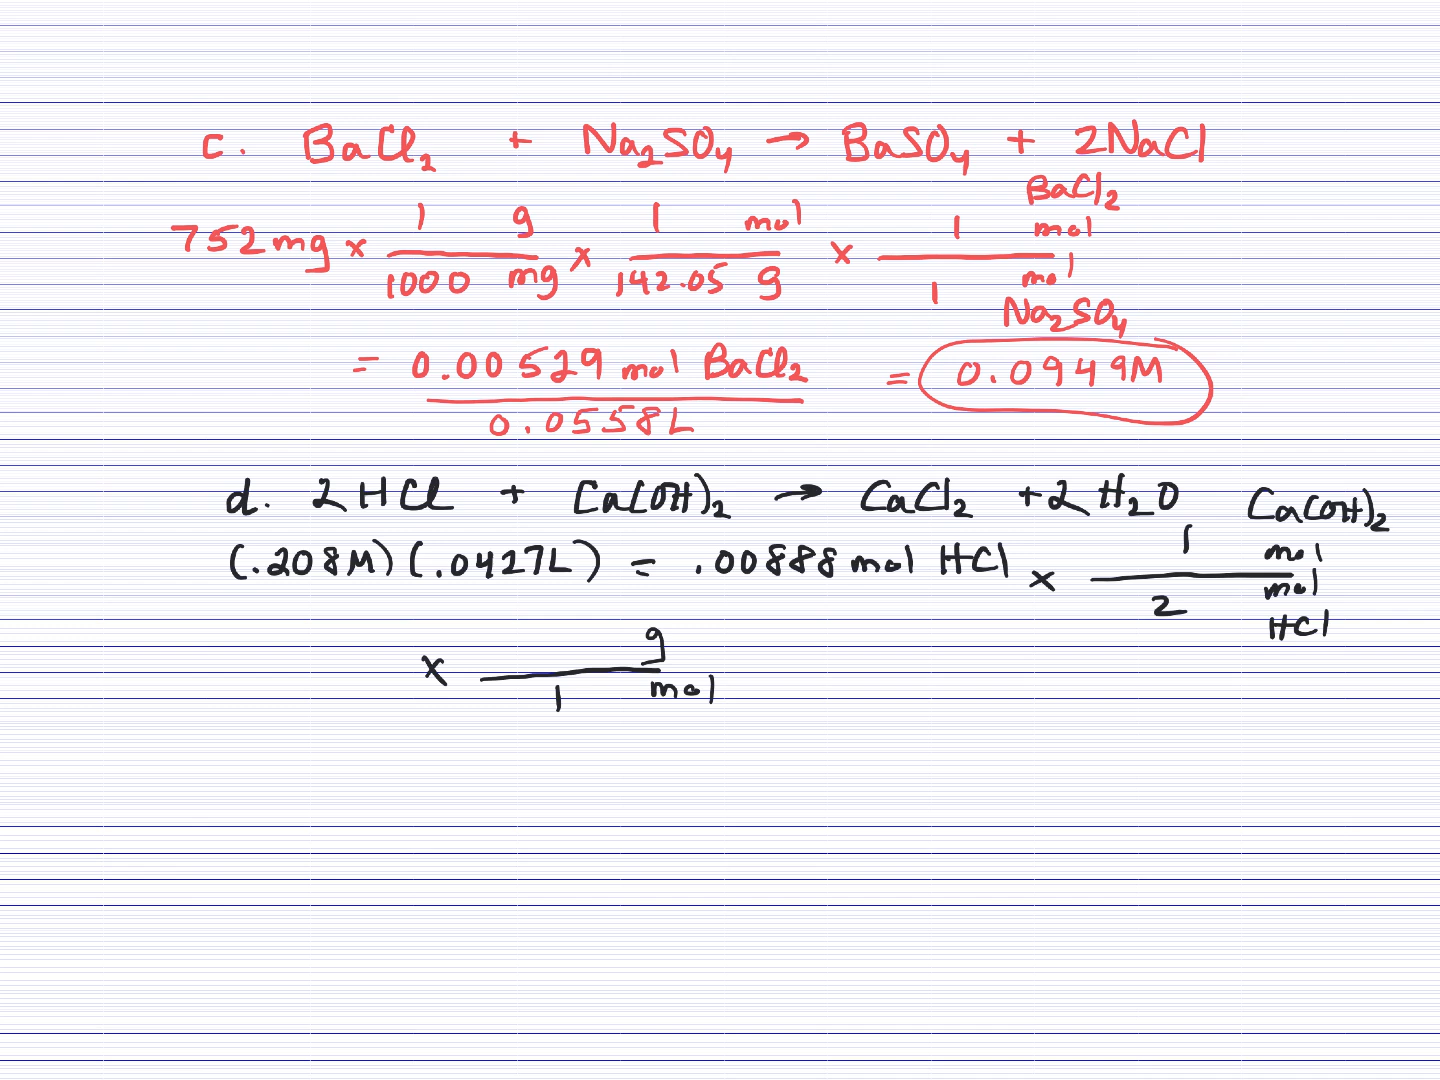 c. BaCl2 + Na2SO4 → BaSO4 + 2NaCl
752mg x 1 g / 1000 mg x 1 mol / 142.05 g x 1 mol BaCl2 / 1 mol Na2SO4
= 0.00529 mol BaCl2 / 0.0558L = 0.0949M
d. 2HCl + Ca(OH)2 → CaCl2 + 2H2O
(.208M)(.0427L) = .00888 mol HCl x 1 mol Ca(OH)2 / 2 mol HCl
x g / 1 mol